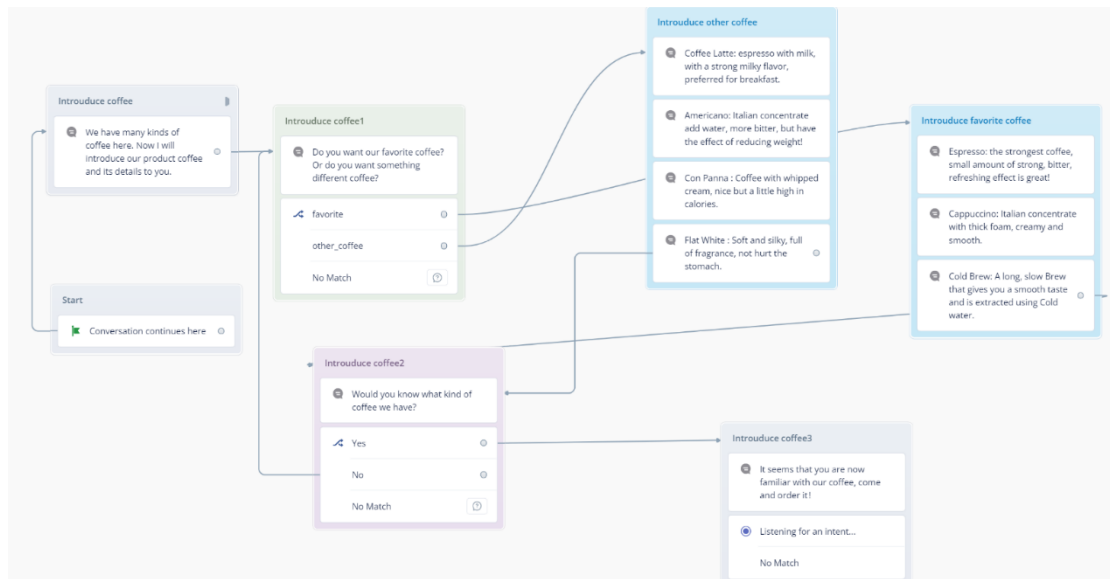 Introuduce coffee
We have many kinds of
coffee here. Now I will
introduce our product coffee
and its details to you.
Start
Conversation continues here
Introuduce coffee1
Do you want our favorite coffee?
Or do you want something
different coffee?
favorite
other_coffee
No Match
Introuduce other coffee
Coffee Latte: espresso with milk,
with a strong milky flavor,
preferred for breakfast.
Americano: Italian concentrate
add water, more bitter, but have
the effect of reducing weight!
Con Panna : Coffee with whipped
cream, nice but a little high in
calories.
Flat White : Soft and silky, full
of fragrance, not hurt the
stomach.
Introuduce favorite coffee
Espresso: the strongest coffee,
small amount of strong, bitter,
refreshing effect is great!
Cappuccino: Italian concentrate
with thick foam, creamy and
smooth.
Cold Brew: A long, slow Brew
that gives you a smooth taste
and is extracted using Cold
water.
Introuduce coffee2
Would you know what kind of
coffee we have?
Yes
No
No Match
Introuduce coffee3
It seems that you are now
familiar with our coffee, come
and order it!
Listening for an intent...
No Match